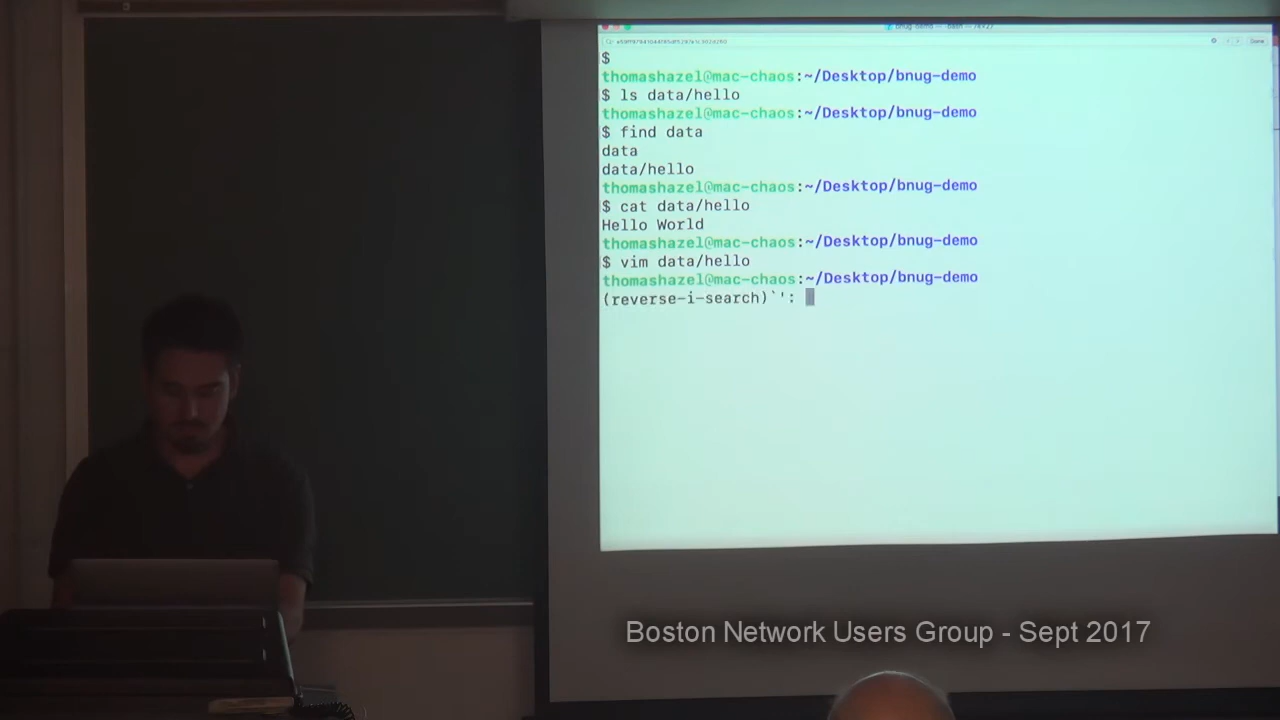 $
thomashazel@mac-chaos:~/Desktop/bnug-demo
$ ls data/hello
thomashazel@mac-chaos:~/Desktop/bnug-demo
$ find data
data
data/hello
thomashazel@mac-chaos:~/Desktop/bnug-demo
$ cat data/hello
Hello World
thomashazel@mac-chaos:~/Desktop/bnug-demo
$ vim data/hello
thomashazel@mac-chaos:~/Desktop/bnug-demo
(reverse-i-search)`':
Boston Network Users Group - Sept 2017